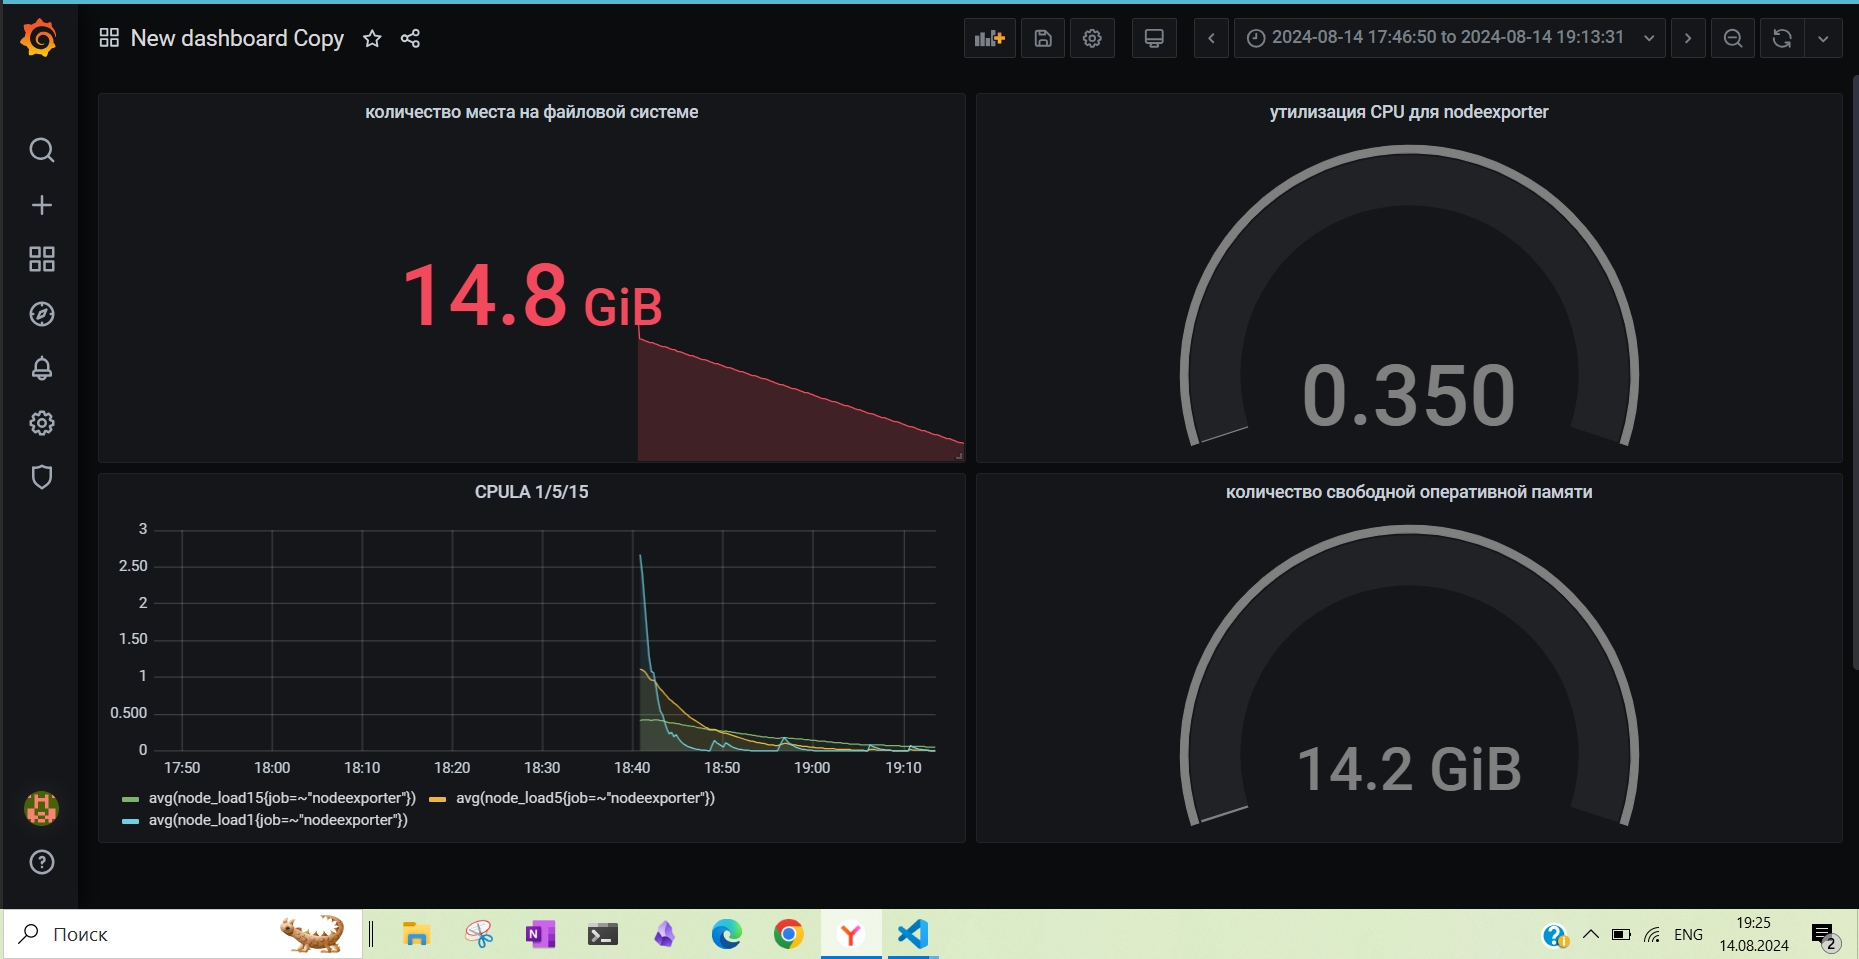 New dashboard Copy
2024-08-14 17:46:50 to 2024-08-14 19:13:31
количество места на файловой системе
14.8 GiB
утилизация CPU для nodeexporter
0.350
CPULA 1/5/15
3
2.50
2
1.50
1
0.500
0
17:50 18:00 18:10 18:20 18:30 18:40 18:50 19:00 19:10
avg(node_load15{job=~"nodeexporter"}) avg(node_load5{job=~"nodeexporter"})
avg(node_load1{job=~"nodeexporter"})
количество свободной оперативной памяти
14.2 GiB
Поиск
N
Y
ENG
19:25
14.08.2024
2